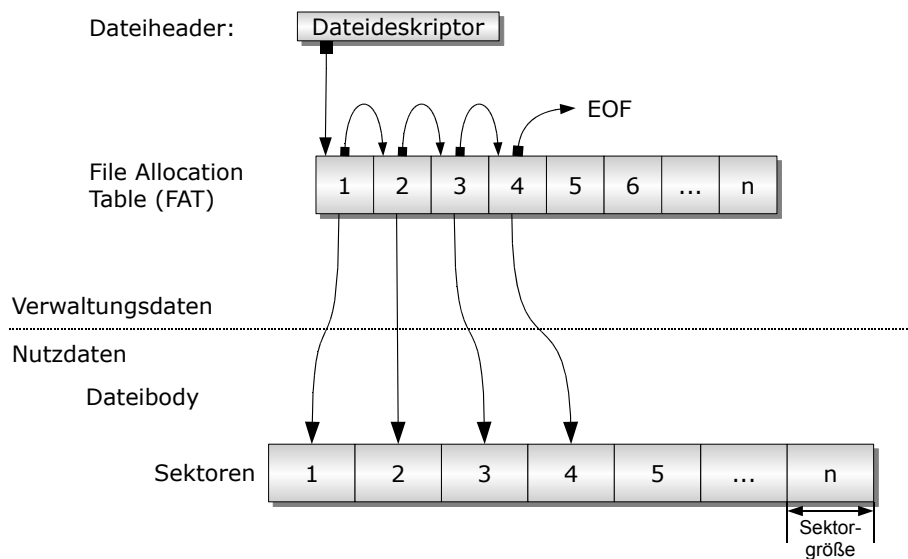 Dateiheader:
Dateideskriptor
EOF
File Allocation
Table (FAT)
1 2 3 4 5 6 ... n
Verwaltungsdaten
Nutzdaten
Dateibody
Sektoren
1 2 3 4 5 ... n
Sektor-
größe